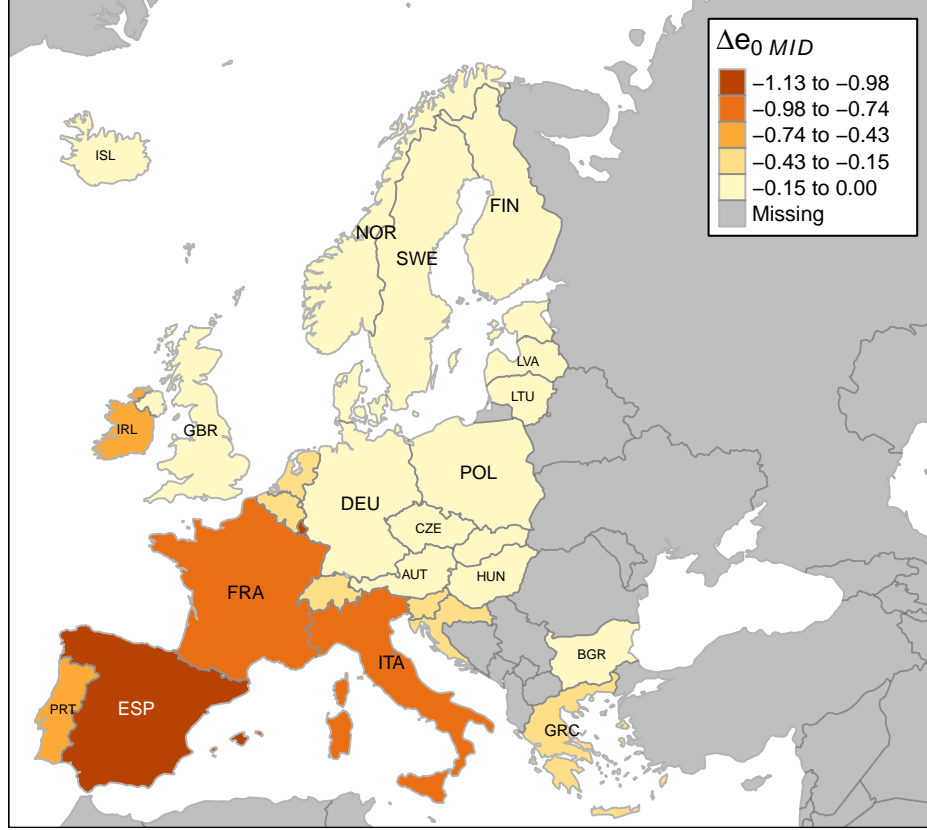 Δe0 MID
−1.13 to −0.98
−0.98 to −0.74
−0.74 to −0.43
−0.43 to −0.15
−0.15 to 0.00
Missing
ISL
FIN
NOR
SWE
LVA
LTU
IRL
GBR
POL
DEU
CZE
AUT
HUN
FRA
BGR
ITA
PRT
ESP
GRC